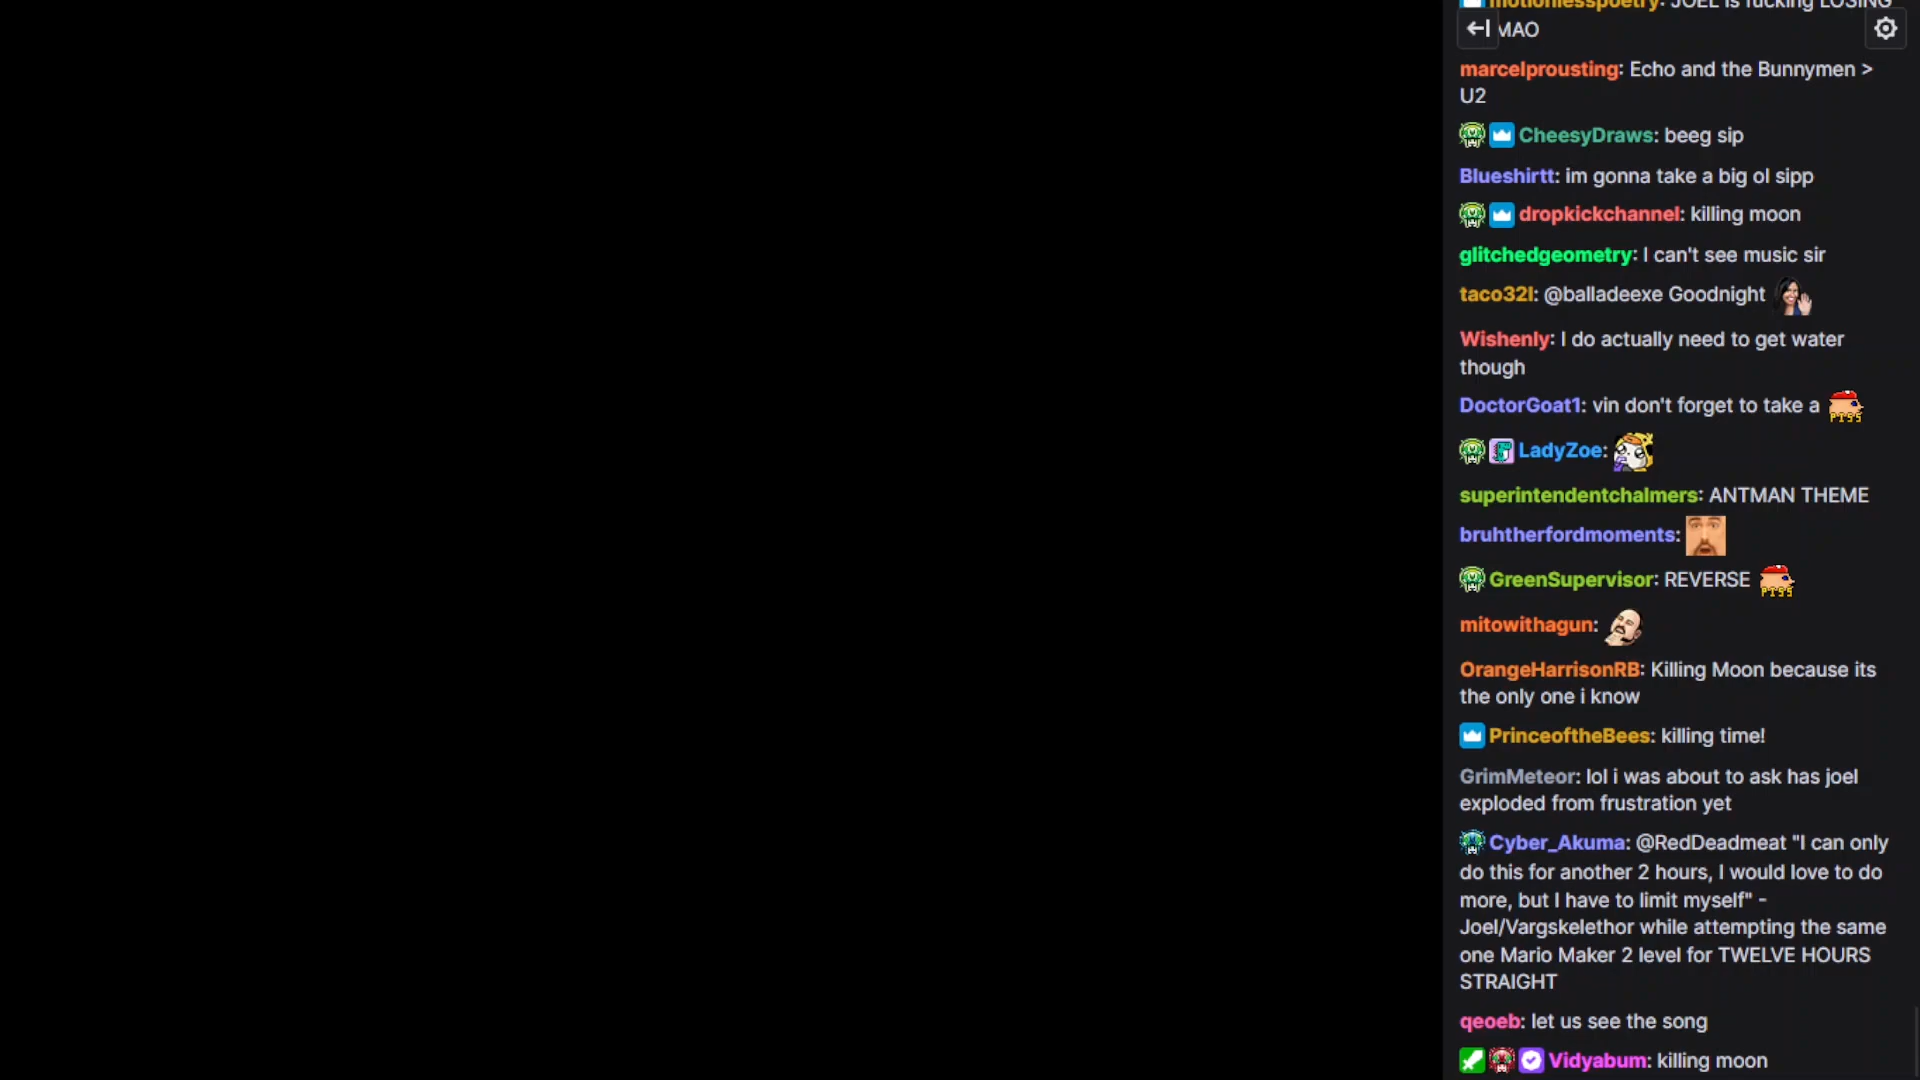 motionlesspoetry: JOEL is fucking LOSING
MAO
marcelprousting: Echo and the Bunnymen >
U2
CheesyDraws: beeg sip
Blueshirtt: im gonna take a big ol sipp
dropkickchannel: killing moon
glitchedgeometry: I can't see music sir
taco32l: @balladeexe Goodnight
Wishenly: I do actually need to get water
though
DoctorGoat1: vin don't forget to take a PISS
LadyZoe:
superintendentchalmers: ANTMAN THEME
bruhtherfordmoments:
GreenSupervisor: REVERSE PISS
mitowithagun:
OrangeHarrisonRB: Killing Moon because its
the only one i know
PrinceoftheBees: killing time!
GrimMeteor: lol i was about to ask has joel
exploded from frustration yet
Cyber_Akuma: @RedDeadmeat "I can only
do this for another 2 hours, I would love to do
more, but I have to limit myself" -
Joel/Vargskelethor while attempting the same
one Mario Maker 2 level for TWELVE HOURS
STRAIGHT
qeoeb: let us see the song
Vidyabum: killing moon